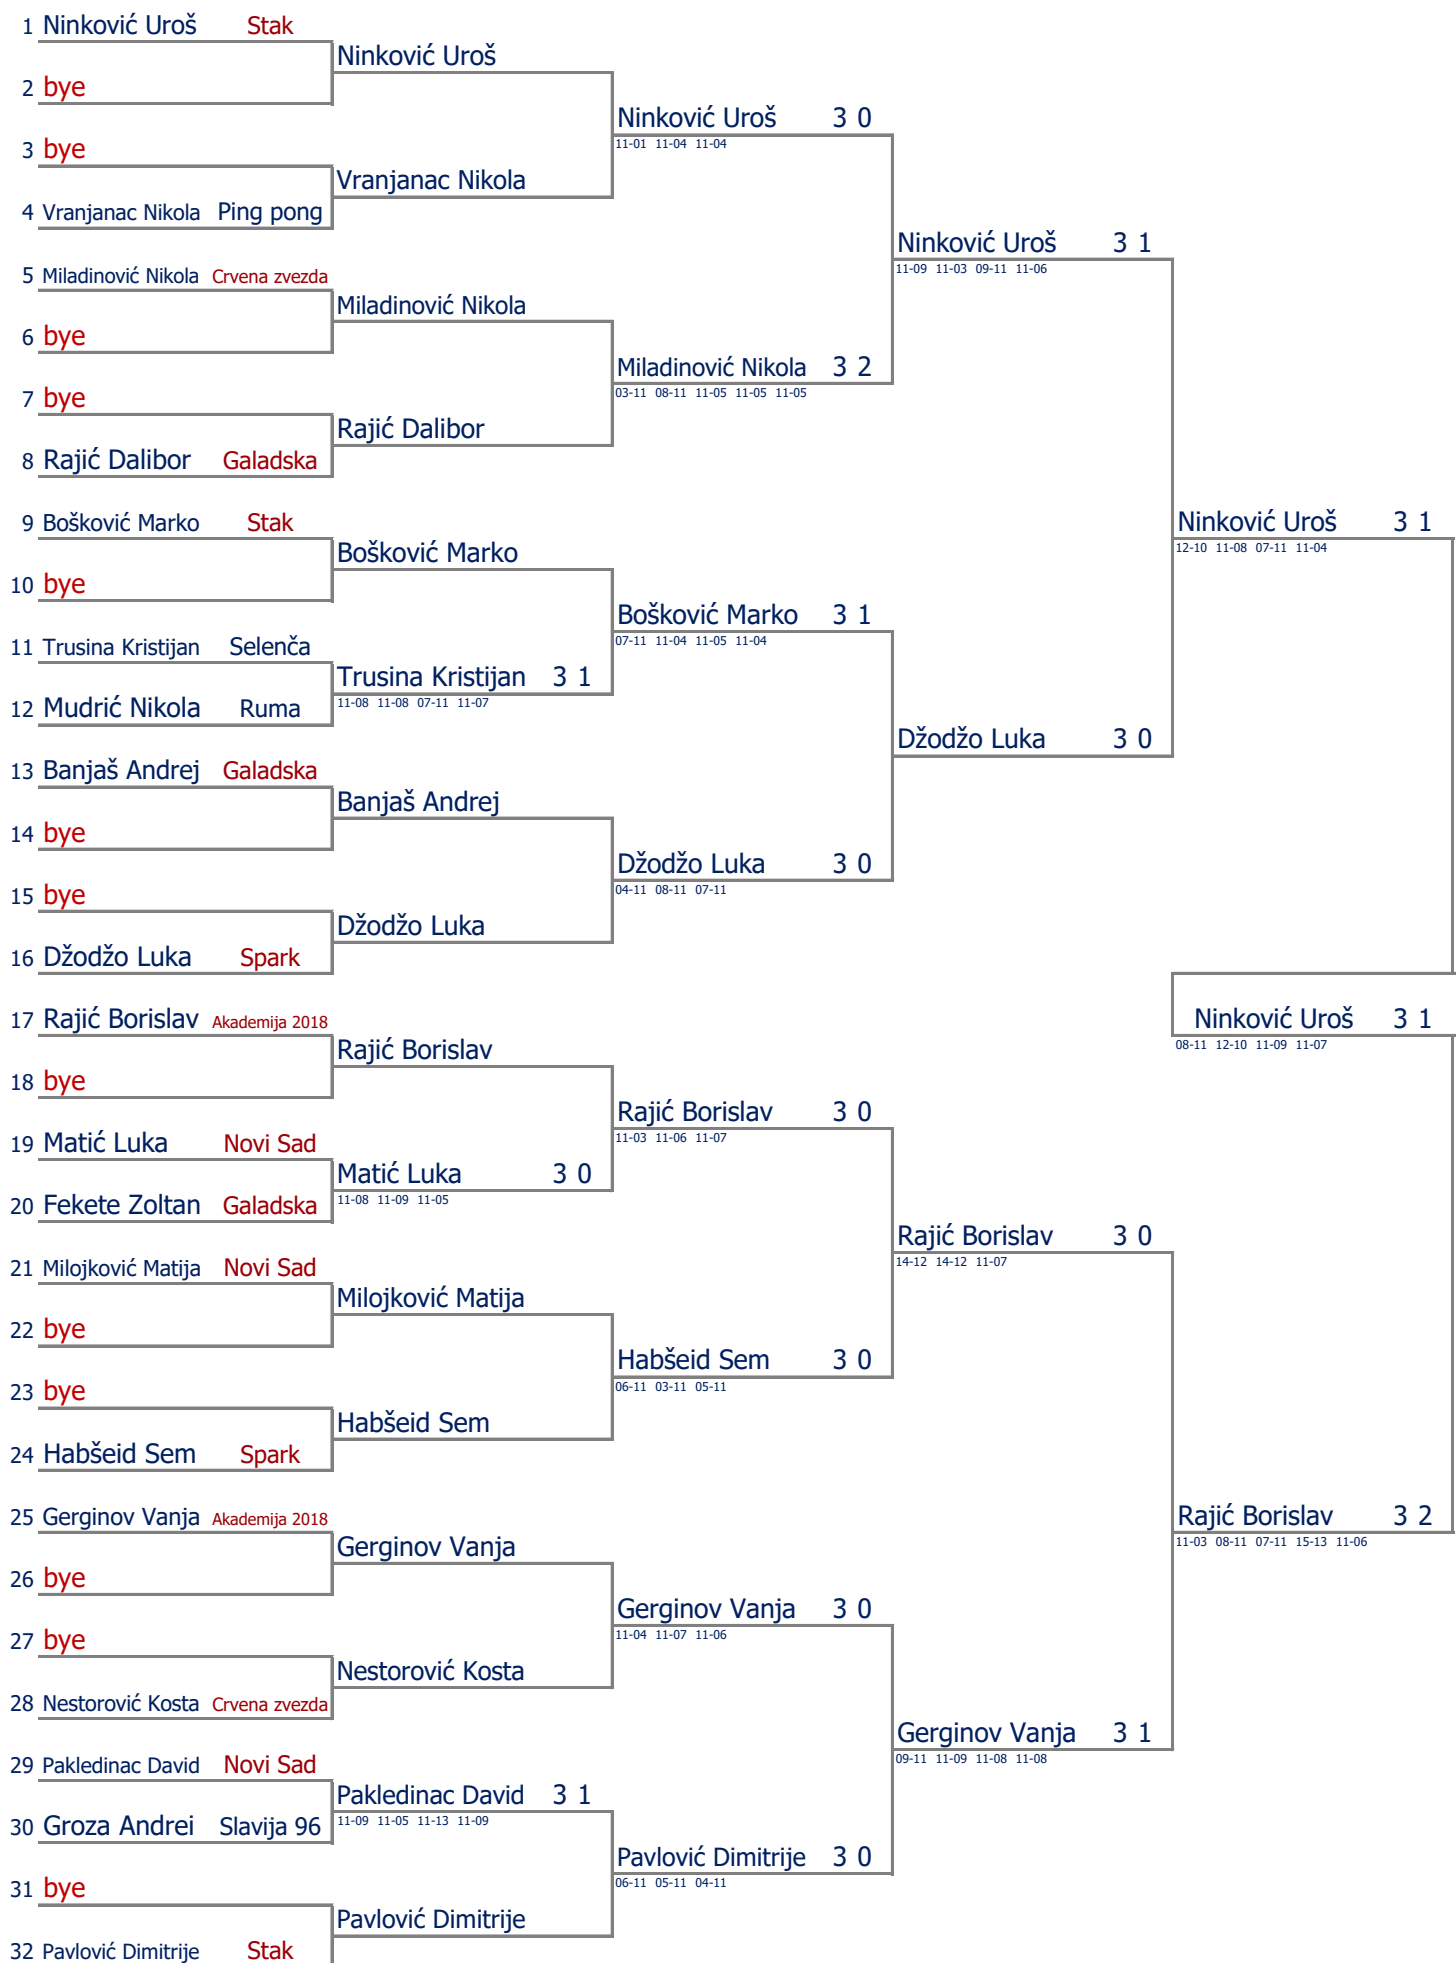 1 Ninković Uroš Stak
Ninković Uroš
2 bye
Ninković Uroš 3 0
11-01 11-04 11-04
3 bye
Vranjanac Nikola
4 Vranjanac Nikola Ping pong
Ninković Uroš 3 1
11-09 11-03 09-11 11-06
5 Miladinović Nikola Crvena zvezda
Miladinović Nikola
6 bye
Miladinović Nikola 3 2
03-11 08-11 11-05 11-05 11-05
7 bye
Rajić Dalibor
8 Rajić Dalibor Galadska
Ninković Uroš 3 1
12-10 11-08 07-11 11-04
9 Bošković Marko Stak
Bošković Marko
10 bye
Bošković Marko 3 1
07-11 11-04 11-05 11-04
11 Trusina Kristijan Selenča
Trusina Kristijan 3 1
11-08 11-08 07-11 11-07
12 Mudrić Nikola Ruma
Džodžo Luka 3 0
13 Banjaš Andrej Galadska
Banjaš Andrej
14 bye
Džodžo Luka 3 0
04-11 08-11 07-11
15 bye
Džodžo Luka
16 Džodžo Luka Spark
Ninković Uroš 3 1
08-11 12-10 11-09 11-07
17 Rajić Borislav Akademija 2018
Rajić Borislav
18 bye
Rajić Borislav 3 0
11-03 11-06 11-07
19 Matić Luka Novi Sad
Matić Luka 3 0
11-08 11-09 11-05
20 Fekete Zoltan Galadska
Rajić Borislav 3 0
14-12 14-12 11-07
21 Milojković Matija Novi Sad
Milojković Matija
22 bye
Habšeid Sem 3 0
06-11 03-11 05-11
23 bye
Habšeid Sem
24 Habšeid Sem Spark
Rajić Borislav 3 2
11-03 08-11 07-11 15-13 11-06
25 Gerginov Vanja Akademija 2018
Gerginov Vanja
26 bye
Gerginov Vanja 3 0
11-04 11-07 11-06
27 bye
Nestorović Kosta
28 Nestorović Kosta Crvena zvezda
Gerginov Vanja 3 1
09-11 11-09 11-08 11-08
29 Pakledinac David Novi Sad
Pakledinac David 3 1
11-09 11-05 11-13 11-09
30 Groza Andrei Slavija 96
Pavlović Dimitrije 3 0
06-11 05-11 04-11
31 bye
Pavlović Dimitrije
32 Pavlović Dimitrije Stak